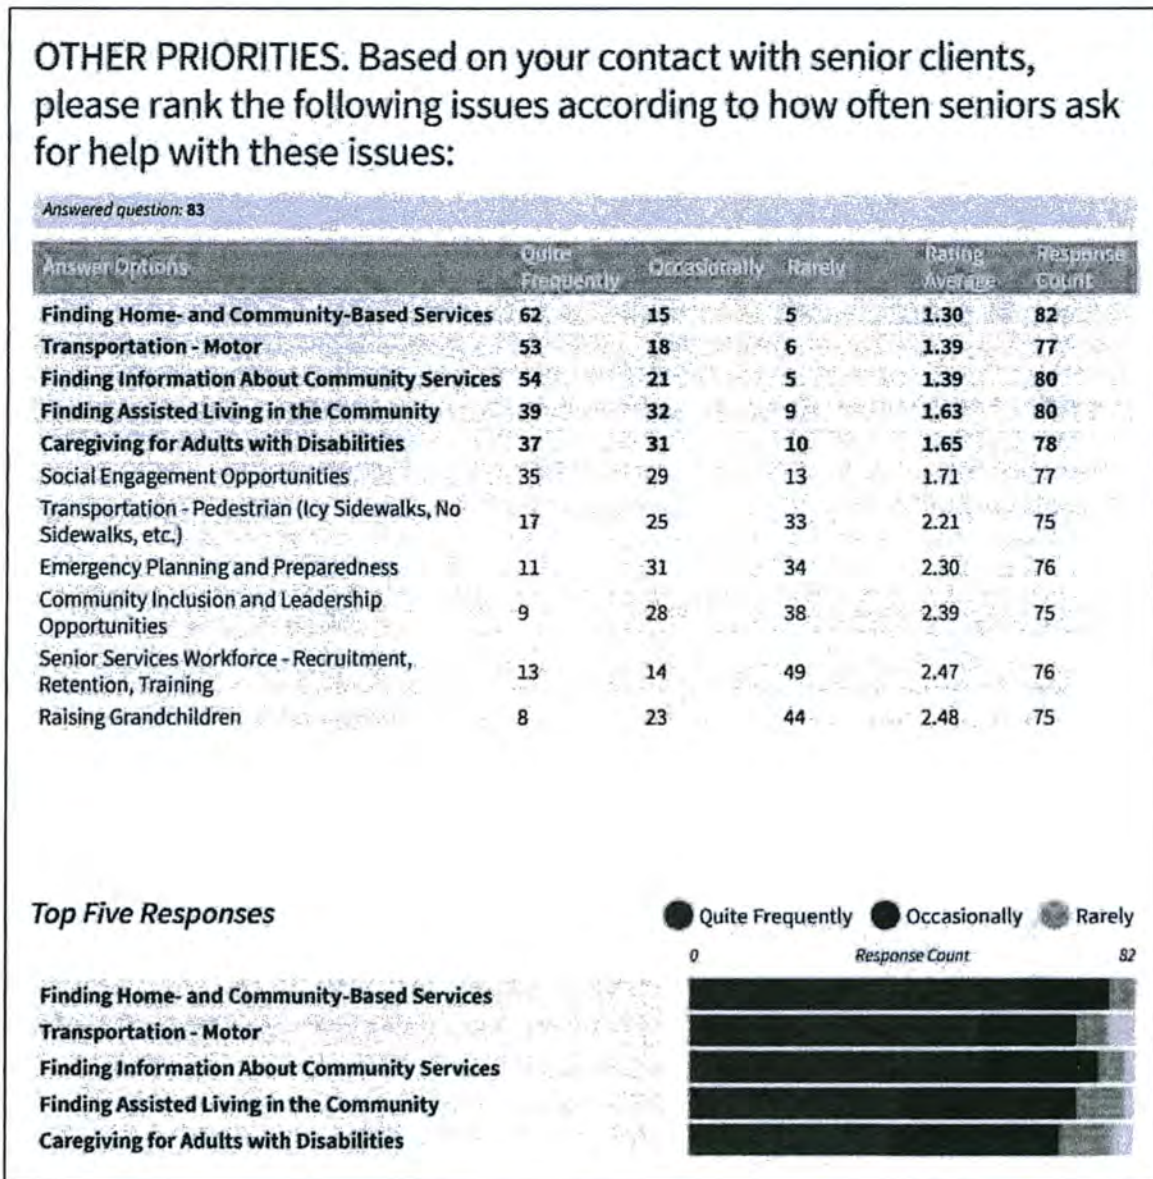 OTHER PRIORITIES. Based on your contact with senior clients,
please rank the following issues according to how often seniors ask
for help with these issues:
Answered question: 83
Answer Options Quite Frequently Occasionally Rarely Rating Average Response Count
Finding Home- and Community-Based Services 62 15 5 1.30 82
Transportation - Motor 53 18 6 1.39 77
Finding Information About Community Services 54 21 5 1.39 80
Finding Assisted Living in the Community 39 32 9 1.63 80
Caregiving for Adults with Disabilities 37 31 10 1.65 78
Social Engagement Opportunities 35 29 13 1.71 77
Transportation - Pedestrian (Icy Sidewalks, No
Sidewalks, etc.) 17 25 33 2.21 75
Emergency Planning and Preparedness 11 31 34 2.30 76
Community Inclusion and Leadership
Opportunities 9 28 38 2.39 75
Senior Services Workforce - Recruitment,
Retention, Training 13 14 49 2.47 76
Raising Grandchildren 8 23 44 2.48 75
Top Five Responses
Quite Frequently Occasionally Rarely
0 Response Count 82
Finding Home- and Community-Based Services
Transportation - Motor
Finding Information About Community Services
Finding Assisted Living in the Community
Caregiving for Adults with Disabilities